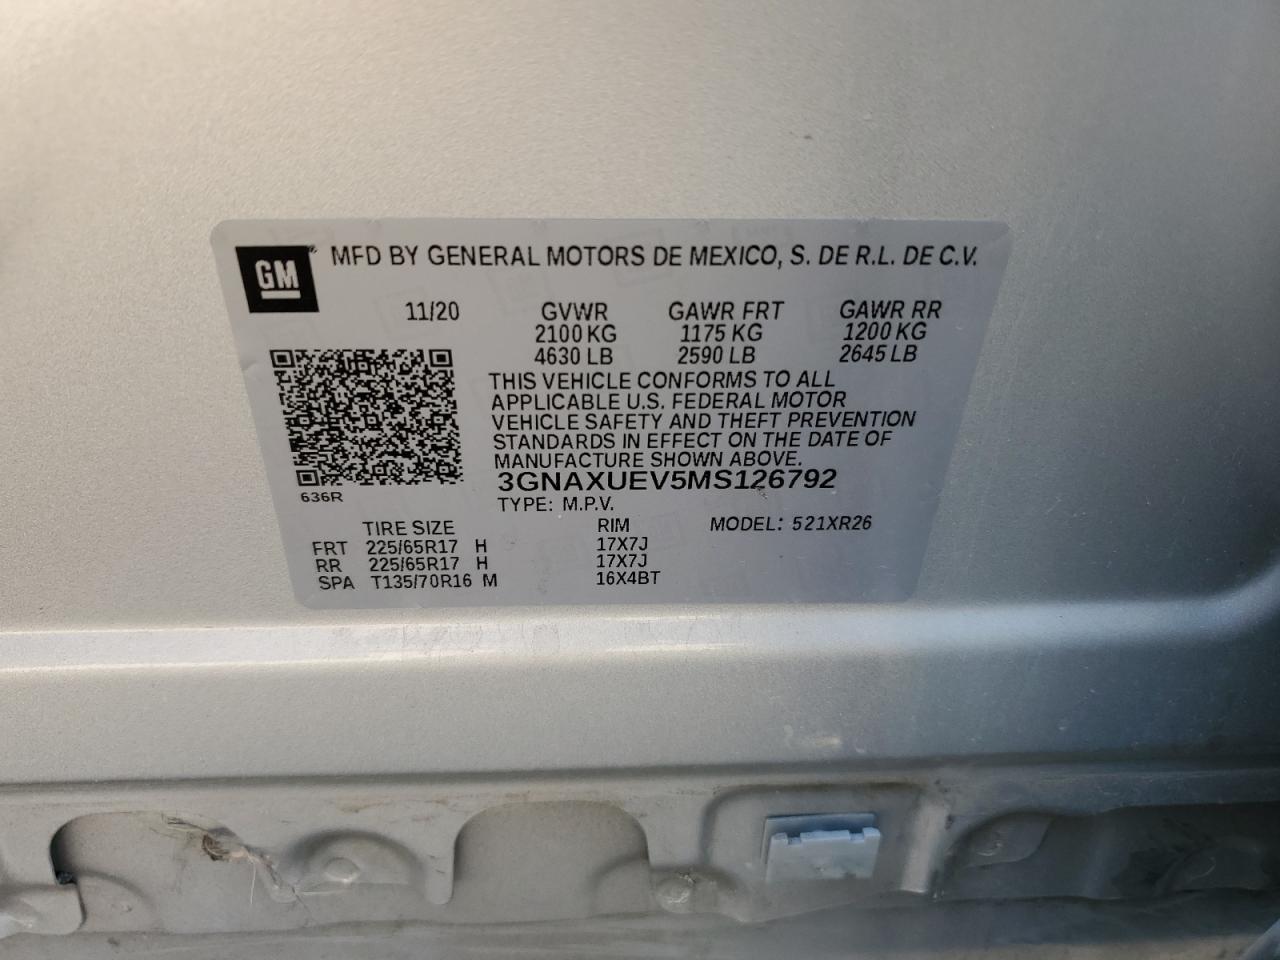 GM MFD BY GENERAL MOTORS DE MEXICO, S. DE R.L. DE C.V.
11/20 GVWR GAWR FRT GAWR RR
2100 KG 1175 KG 1200 KG
4630 LB 2590 LB 2645 LB
THIS VEHICLE CONFORMS TO ALL
APPLICABLE U.S. FEDERAL MOTOR
VEHICLE SAFETY AND THEFT PREVENTION
STANDARDS IN EFFECT ON THE DATE OF
MANUFACTURE SHOWN ABOVE.
3GNAXUEV5MS126792
636R
TYPE: M.P.V.
TIRE SIZE RIM MODEL: 521XR26
FRT 225/65R17 H 17X7J
RR 225/65R17 H 17X7J
SPA T135/70R16 M 16X4BT